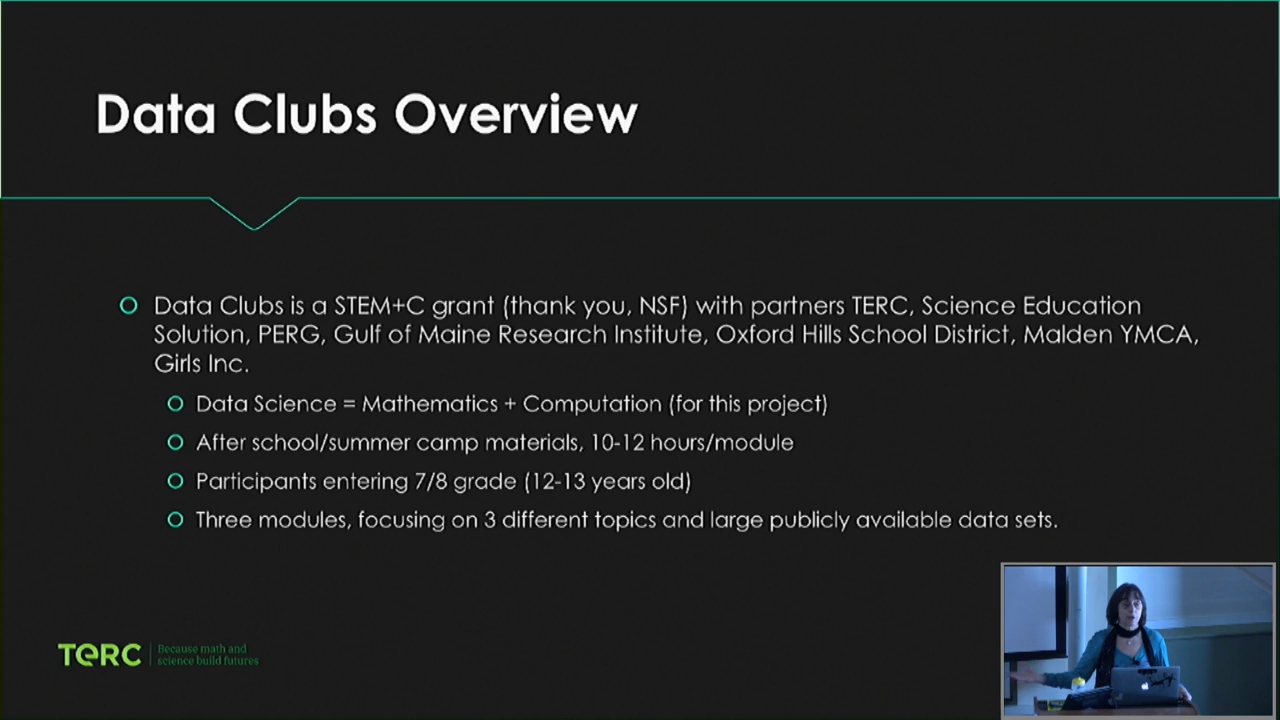 Data Clubs Overview
Data Clubs is a STEM+C grant (thank you, NSF) with partners TERC, Science Education
Solution, PERG, Gulf of Maine Research Institute, Oxford Hills School District, Malden YMCA,
Girls Inc.
Data Science = Mathematics + Computation (for this project)
After school/summer camp materials, 10-12 hours/module
Participants entering 7/8 grade (12-13 years old)
Three modules, focusing on 3 different topics and large publicly available data sets.
TERC
Because math and
science build futures